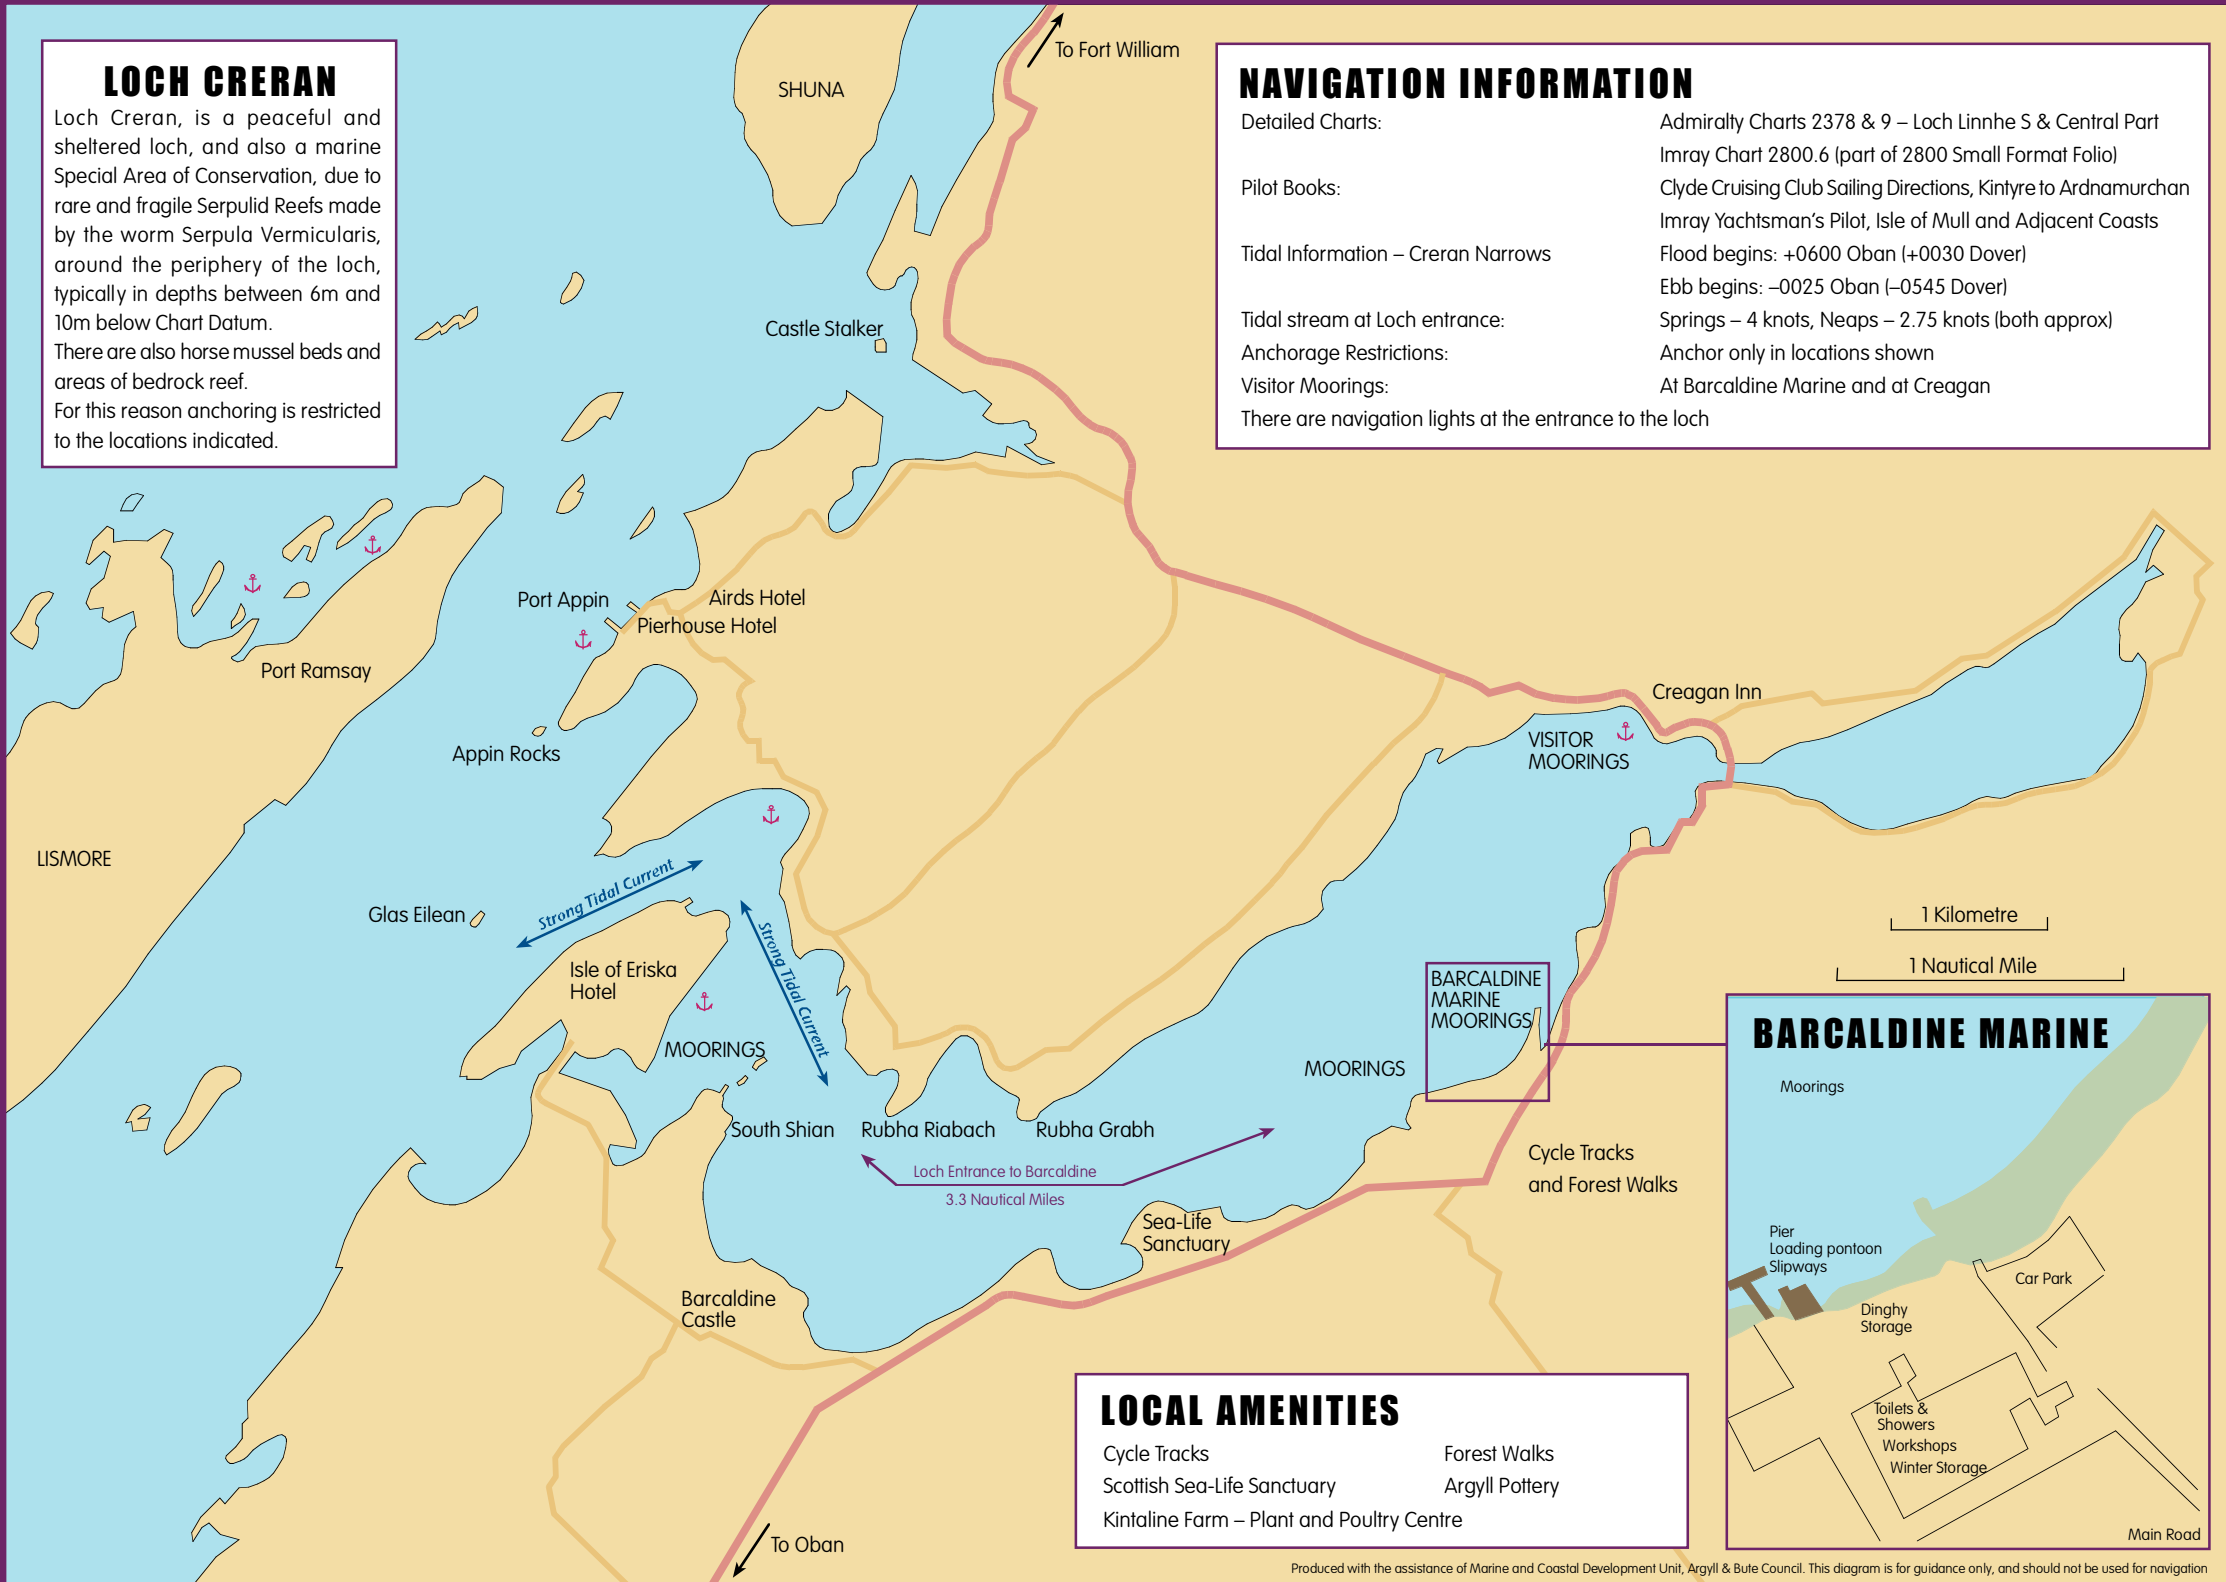 LOCH CRERAN
Loch Creran, is a peaceful and
sheltered loch, and also a marine
Special Area of Conservation, due to
rare and fragile Serpulid Reefs made
by the worm Serpula Vermicularis,
around the periphery of the loch,
typically in depths between 6m and
10m below Chart Datum.
There are also horse mussel beds and
areas of bedrock reef.
For this reason anchoring is restricted
to the locations indicated.
SHUNA
To Fort William
NAVIGATION INFORMATION
Detailed Charts: Admiralty Charts 2378 & 9 – Loch Linnhe S & Central Part
Imray Chart 2800.6 (part of 2800 Small Format Folio)
Pilot Books: Clyde Cruising Club Sailing Directions, Kintyre to Ardnamurchan
Imray Yachtsman's Pilot, Isle of Mull and Adjacent Coasts
Tidal Information – Creran Narrows Flood begins: +0600 Oban (+0030 Dover)
Ebb begins: –0025 Oban (–0545 Dover)
Tidal stream at Loch entrance: Springs – 4 knots, Neaps – 2.75 knots (both approx)
Anchorage Restrictions: Anchor only in locations shown
Visitor Moorings: At Barcaldine Marine and at Creagan
There are navigation lights at the entrance to the loch
Castle Stalker
Port Appin
Airds Hotel
Pierhouse Hotel
Port Ramsay
Appin Rocks
Creagan Inn
VISITOR
MOORINGS
LISMORE
Strong Tidal Current
Glas Eilean
Strong Tidal Current
Isle of Eriska
Hotel
MOORINGS
1 Kilometre
1 Nautical Mile
BARCALDINE
MARINE
MOORINGS
MOORINGS
South Shian
Rubha Riabach
Rubha Grabh
Loch Entrance to Barcaldine
3.3 Nautical Miles
Cycle Tracks
and Forest Walks
Sea-Life
Sanctuary
Barcaldine
Castle
BARCALDINE MARINE
Moorings
Pier
Loading pontoon
Slipways
Car Park
Dinghy
Storage
Toilets &
Showers
Workshops
Winter Storage
Main Road
LOCAL AMENITIES
Cycle Tracks Forest Walks
Scottish Sea-Life Sanctuary Argyll Pottery
Kintaline Farm – Plant and Poultry Centre
To Oban
Produced with the assistance of Marine and Coastal Development Unit, Argyll & Bute Council. This diagram is for guidance only, and should not be used for navigation